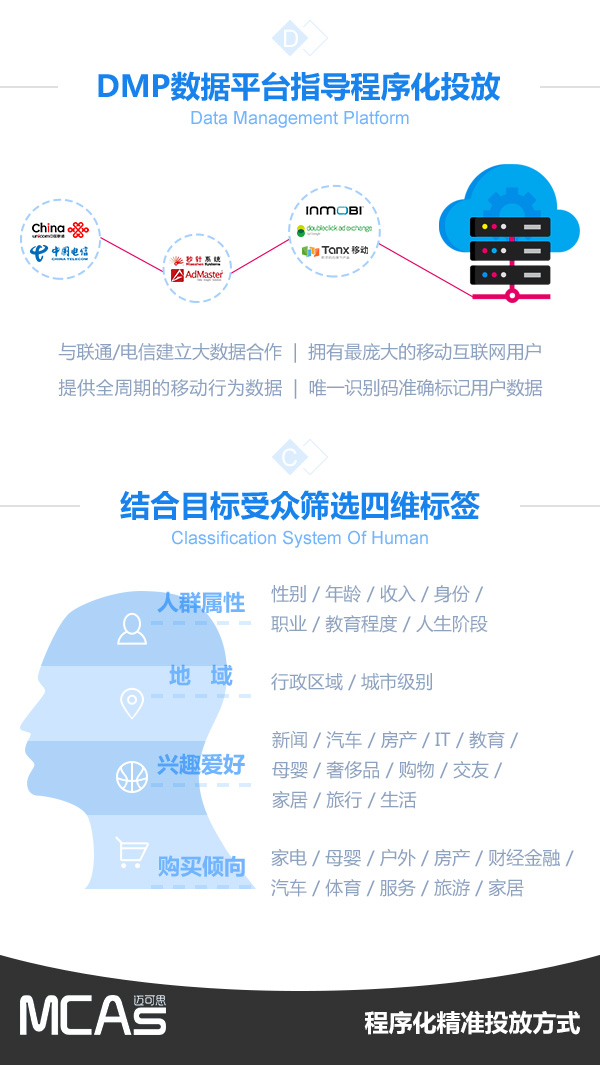 D
DMP数据平台指导程序化投放
Data Management Platform
China
unicom中国联通
中国电信
CHINA TELECOM
秒针系统
Miaozhen Systems
AdMaster
INMOBI
doubleclick ad exchange
by Google
Tanx 移动
与联通/电信建立大数据合作 | 拥有最庞大的移动互联网用户
提供全周期的移动行为数据 | 唯一识别码准确标记用户数据
C
结合目标受众筛选四维标签
Classification System Of Human
人群属性
性别 / 年龄 / 收入 / 身份 /
职业 / 教育程度 / 人生阶段
地 域
行政区域 / 城市级别
兴趣爱好
新闻 / 汽车 / 房产 / IT / 教育 /
母婴 / 奢侈品 / 购物 / 交友 /
家居 / 旅行 / 生活
购买倾向
家电 / 母婴 / 户外 / 房产 / 财经金融 /
汽车 / 体育 / 服务 / 旅游 / 家居
MCAs 迈可思
程序化精准投放方式